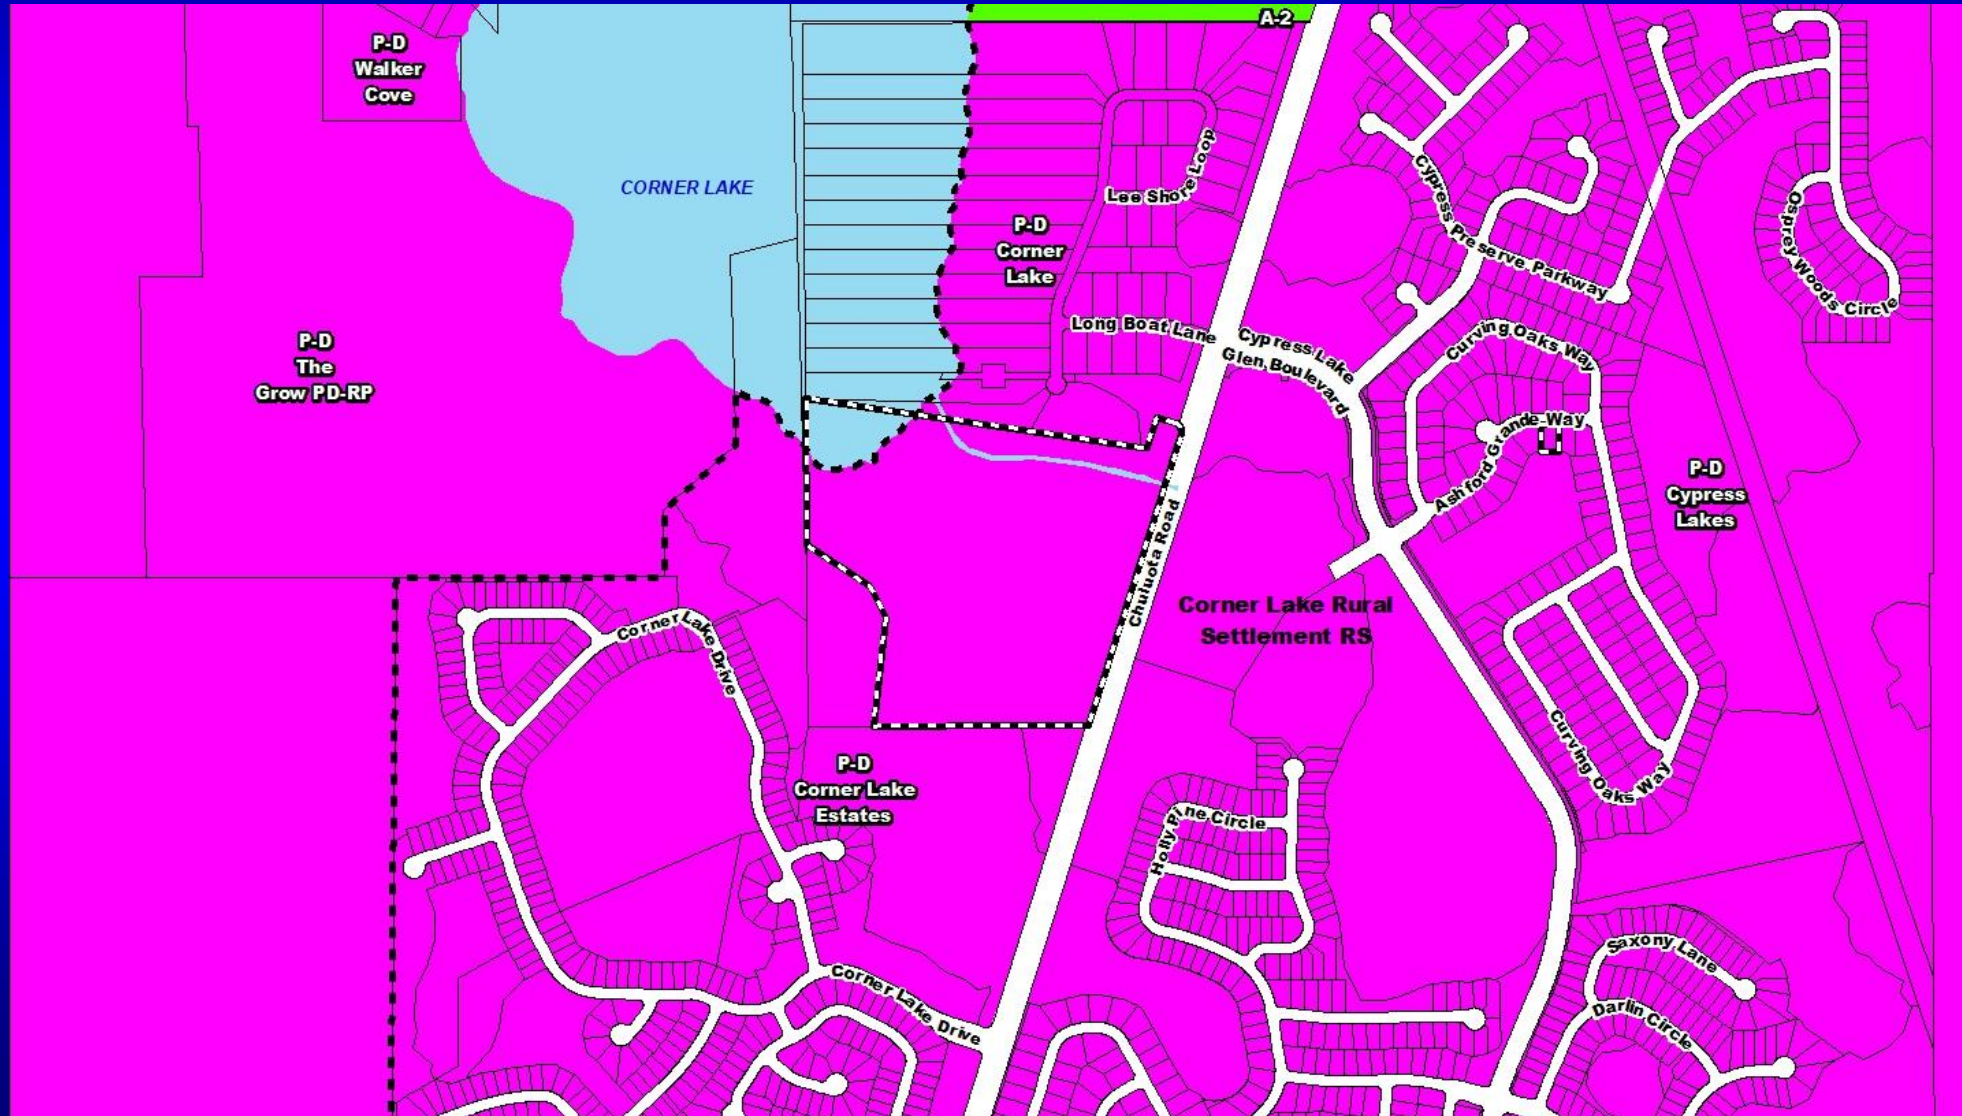 A-2
P-D
Walker
Cove
CORNER LAKE
Lee Shore Loop
P-D
Corner
Lake
Cypress Preserve Parkway
Osprey Woods Circle
Long Boat Lane
Cypress Lake
Glen Boulevard
Curving Oaks Way
P-D
The
Grow PD-RP
Ashford Grande Way
P-D
Cypress
Lakes
Chuluota Road
Corner Lake Rural
Settlement RS
Corner Lake Drive
P-D
Corner Lake
Estates
Curving Oaks Way
Holly Pine Circle
Saxony Lane
Corner Lake Drive
Darlin Circle